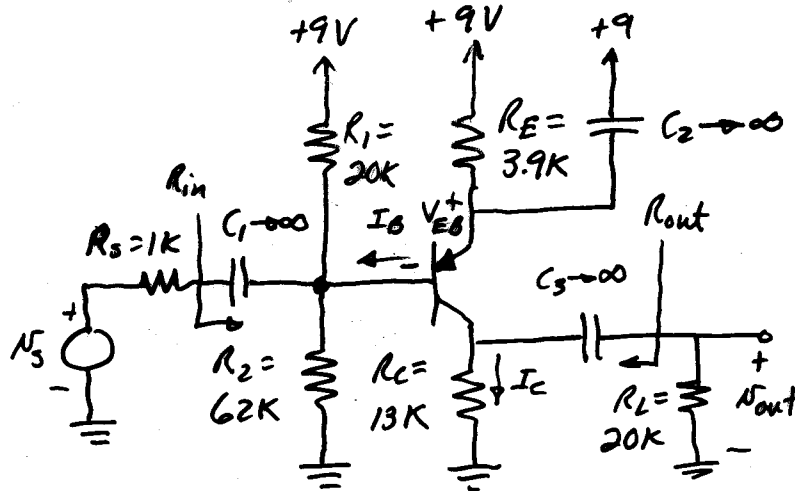 +9V
+9V
+9
R1=
20K
RE=
3.9K
C2→∞
Rin
C1→∞
IB
VEB
+
-
Rout
RS=1K
C3→∞
+
NS
-
R2=
62K
RC=
13K
IC
RL=
20K
+
Nout
-